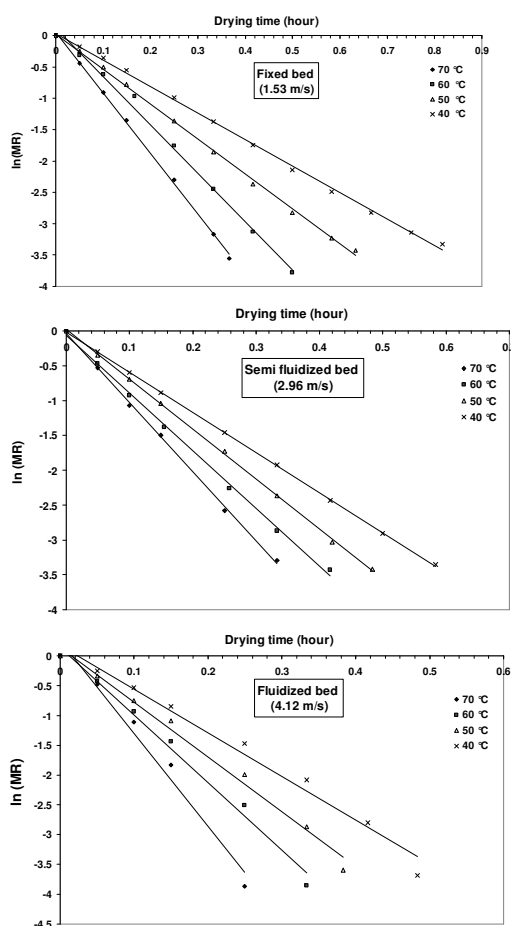 Drying time (hour)
0 0.1 0.2 0.3 0.4 0.5 0.6 0.7 0.8 0.9
0
-0.5
-1
-1.5
-2
-2.5
-3
-3.5
-4
ln(MR)
Fixed bed
(1.53 m/s)
70 °C
60 °C
50 °C
40 °C
Drying time (hour)
0 0.1 0.2 0.3 0.4 0.5 0.6 0.7
0
-0.5
-1
-1.5
-2
-2.5
-3
-3.5
-4
ln (MR)
Semi fluidized bed
(2.96 m/s)
70 °C
60 °C
50 °C
40 °C
Drying time (hour)
0 0.1 0.2 0.3 0.4 0.5 0.6
0
-0.5
-1
-1.5
-2
-2.5
-3
-3.5
-4
-4.5
ln (MR)
Fluidized bed
(4.12 m/s)
70 °C
60 °C
50 °C
40 °C